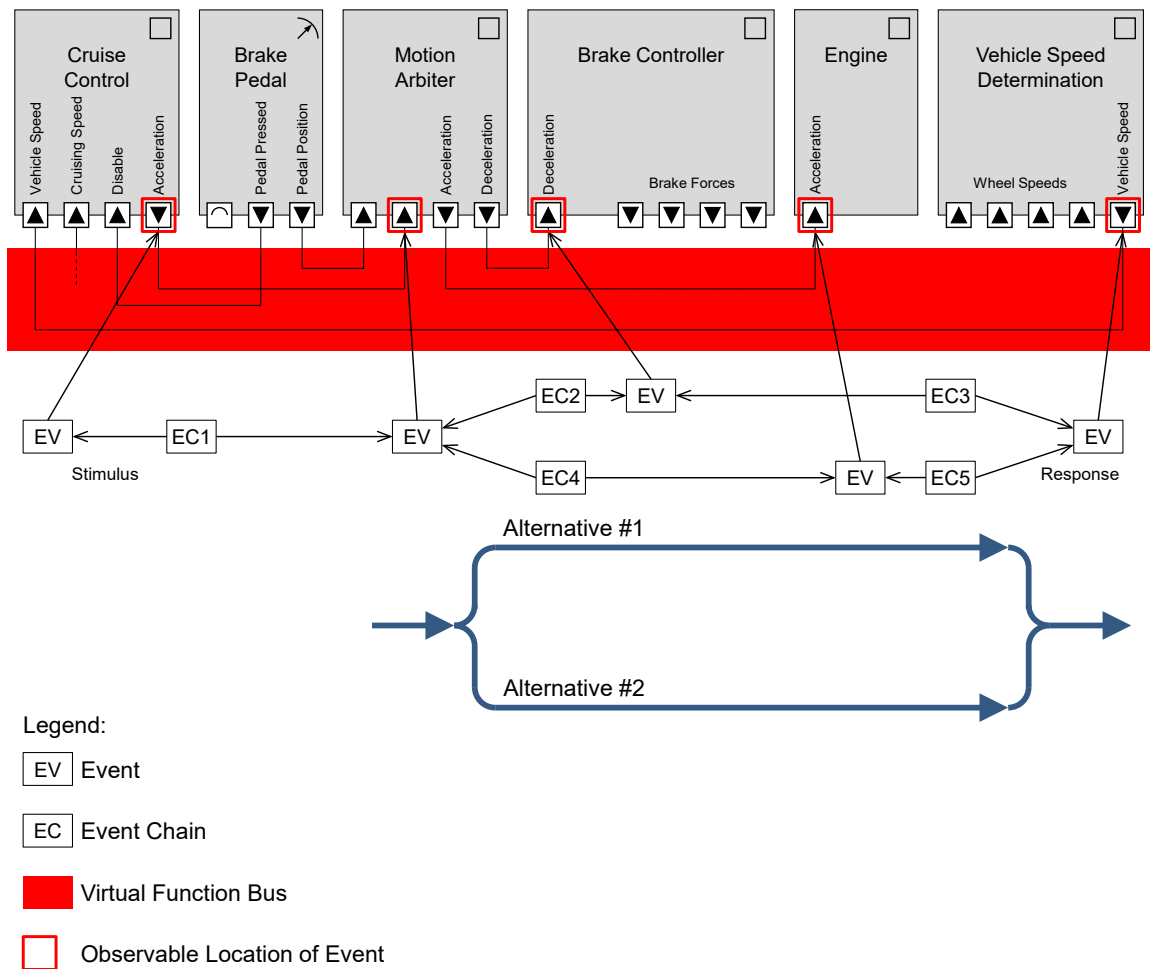 Cruise
Control
Brake
Pedal
Motion
Arbiter
Brake Controller
Engine
Vehicle Speed
Determination
Vehicle Speed
Cruising Speed
Disable
Acceleration
Pedal Pressed
Pedal Position
Acceleration
Deceleration
Deceleration
Brake Forces
Acceleration
Wheel Speeds
Vehicle Speed
EC2
EV
EC3
EV
EC1
EV
EV
Stimulus
EC4
EV
EC5
Response
Alternative #1
Alternative #2
Legend:
EV Event
EC Event Chain
Virtual Function Bus
Observable Location of Event